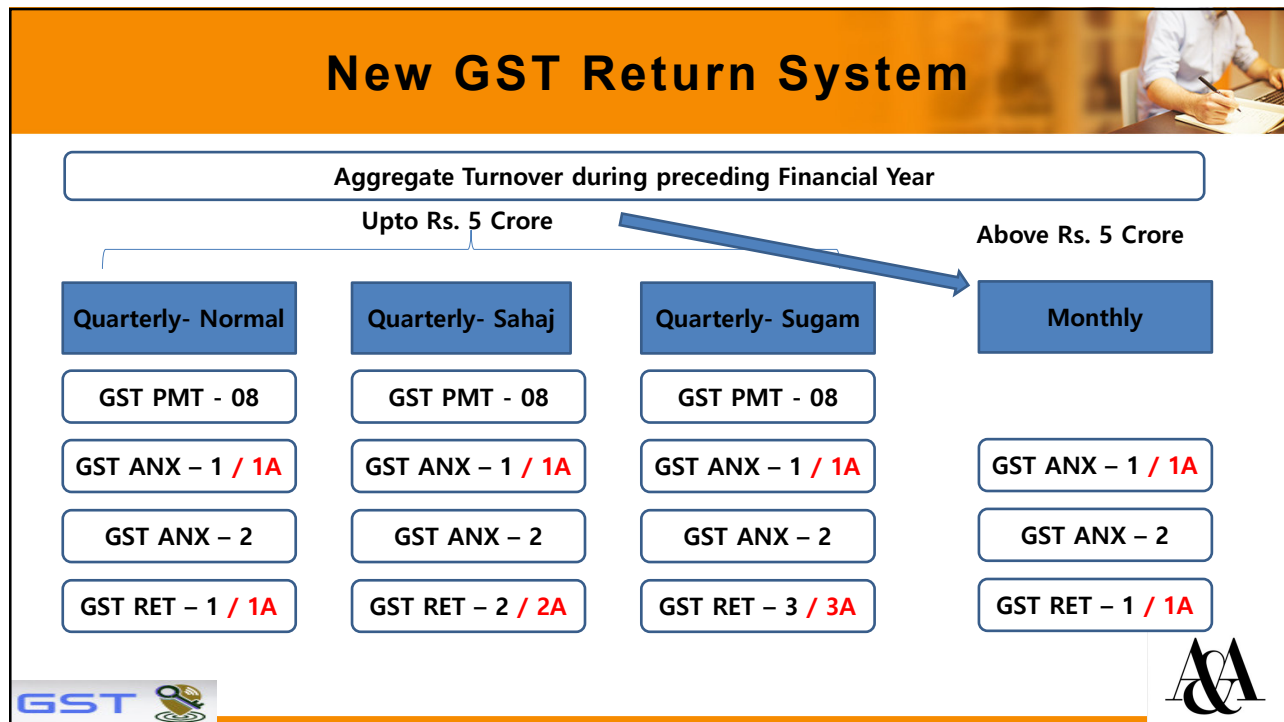 New GST Return System
Aggregate Turnover during preceding Financial Year
Upto Rs. 5 Crore
Above Rs. 5 Crore
Quarterly- Normal
Quarterly- Sahaj
Quarterly- Sugam
Monthly
GST PMT - 08
GST PMT - 08
GST PMT - 08
GST ANX – 1 / 1A
GST ANX – 1 / 1A
GST ANX – 1 / 1A
GST ANX – 1 / 1A
GST ANX – 2
GST ANX – 2
GST ANX – 2
GST ANX – 2
GST RET – 1 / 1A
GST RET – 2 / 2A
GST RET – 3 / 3A
GST RET – 1 / 1A
GST
A&A